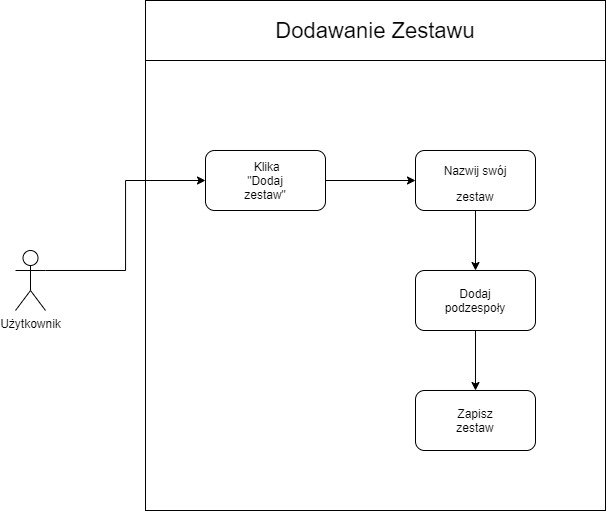 Dodawanie Zestawu
Klika
"Dodaj
zestaw"
Nazwij swój
zestaw
Dodaj
podzespoły
Zapisz
zestaw
Użytkownik